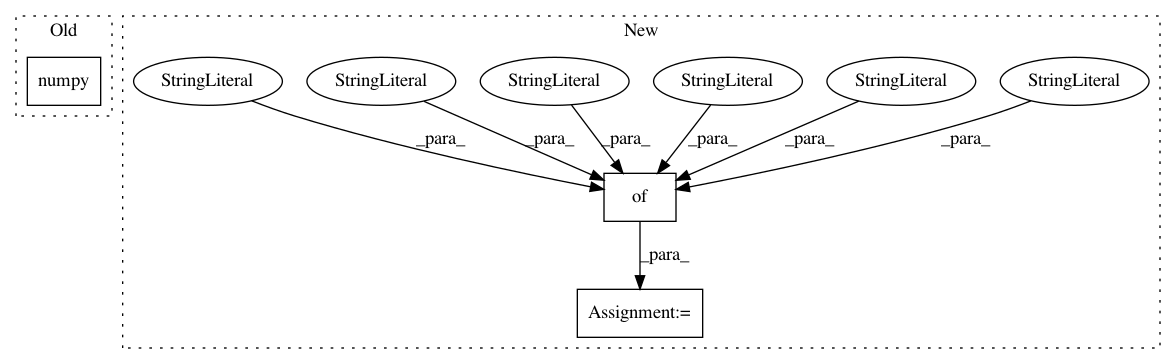 Old
New
numpy
StringLiteral
StringLiteral
StringLiteral
StringLiteral
StringLiteral
StringLiteral
_para_
_para_
_para_
_para_
_para_
_para_
of
_para_
Assignment:=